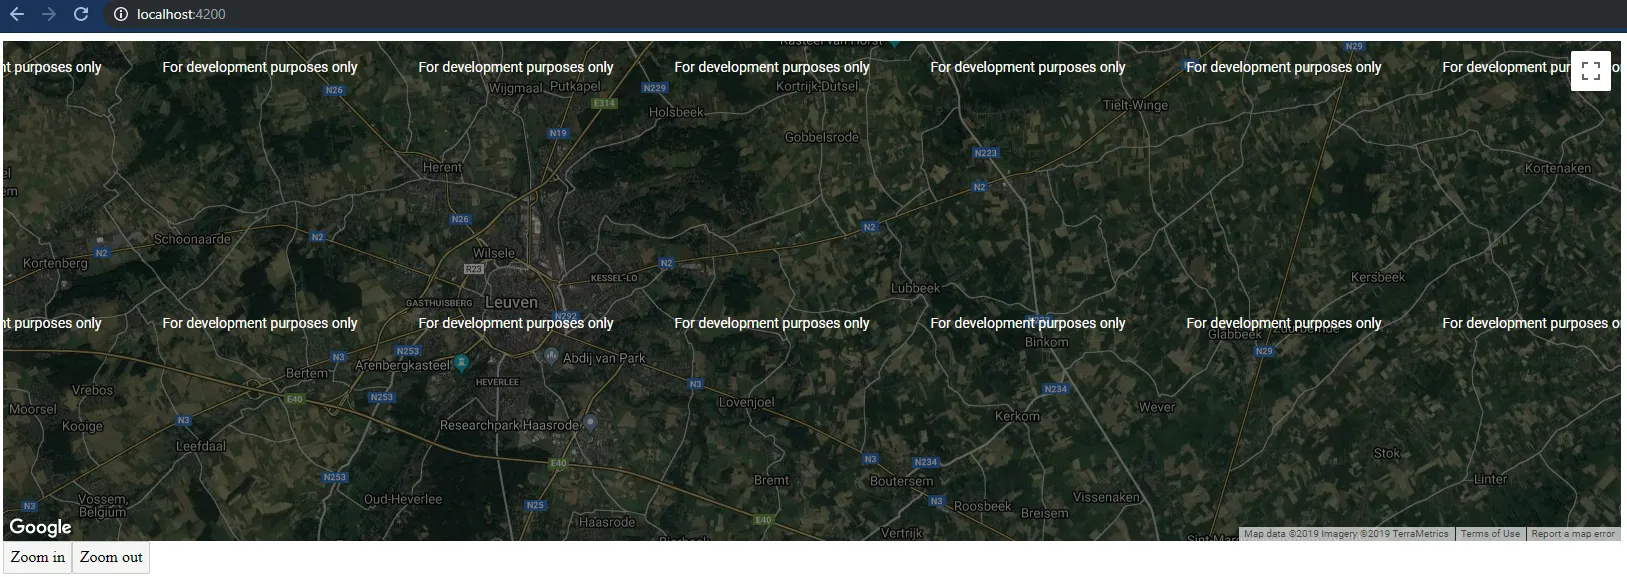 localhost:4200
Kasteel van Horst
N29
nt purposes only
For development purposes only
For development purposes only
For development purposes only
For development purposes only
For development purposes only
For development pur
N26
Wijgmaal
Putkapel
N229
Kortrijk-Dutsel
E314
Holsbeek
Tielt-Winge
N19
Gobbelsrode
N223
Herent
Kortenaken
el
em
N2
N26
N2
Schoonaarde
N2
Wilsele
N2
Kortenberg
R23
N2
KESSEL-LO
Kersbeek
Lubbeek
GASTHUISBERG
Leuven
N292
nt purposes only
For development purposes only
For development purposes only
For development purposes only
For development purposes only
For development purposes only
For development purposes o
Glabbeek
Binkom
N253
N3
Arenbergkasteel
Abdij van Park
N29
Bertem
HEVERLEE
N3
N234
Vrebos
E40
N253
Lovenjoel
Wever
Moorsel
Kerkom
N3
Kooige
Researchpark Haasrode
Leefdaal
Stok
N3
E40
N234
N253
Bremt
Boutersem
Linter
Vossem,
Belgium
Oud-Heverlee
N3
Vissenaken
N3
N25
Roosbeek
Breisem
Haasrode
E40
Google
Vertrijk
Map data ©2019 Imagery ©2019 TerraMetrics
Terms of Use
Report a map error
Zoom in
Zoom out